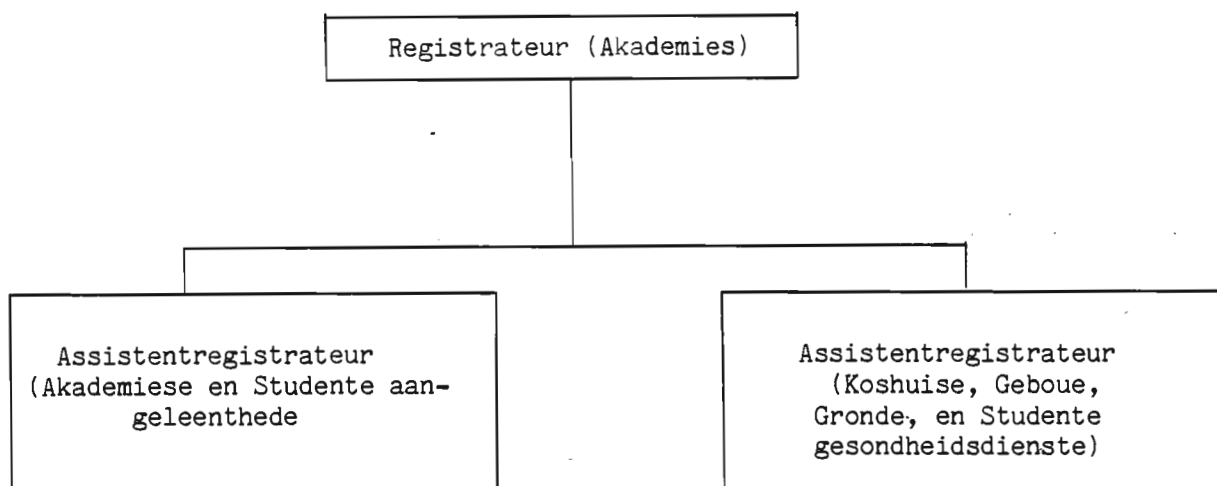 Registrateur (Akademies)
Assistentregistrateur
(Akademiese en Studente aan-
geleenthede
Assistentregistrateur
(Koshuise, Geboue,
Gronde, en Studente
gesondheidsdienste)